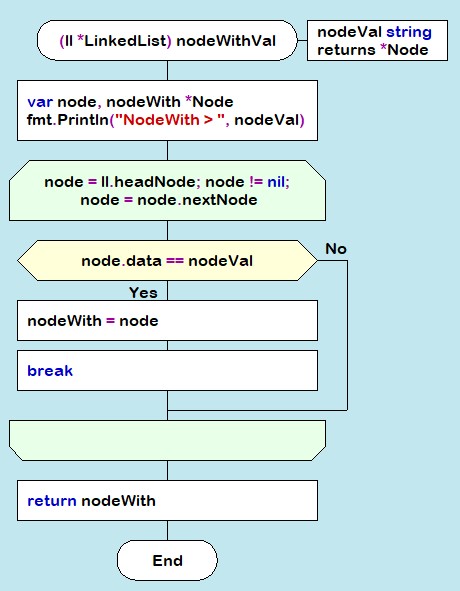 (ll *LinkedList) nodeWithVal
nodeVal string
returns *Node
var node, nodeWith *Node
fmt.Println("NodeWith > ", nodeVal)
node = ll.headNode; node != nil;
node = node.nextNode
node.data == nodeVal
No
Yes
nodeWith = node
break
return nodeWith
End